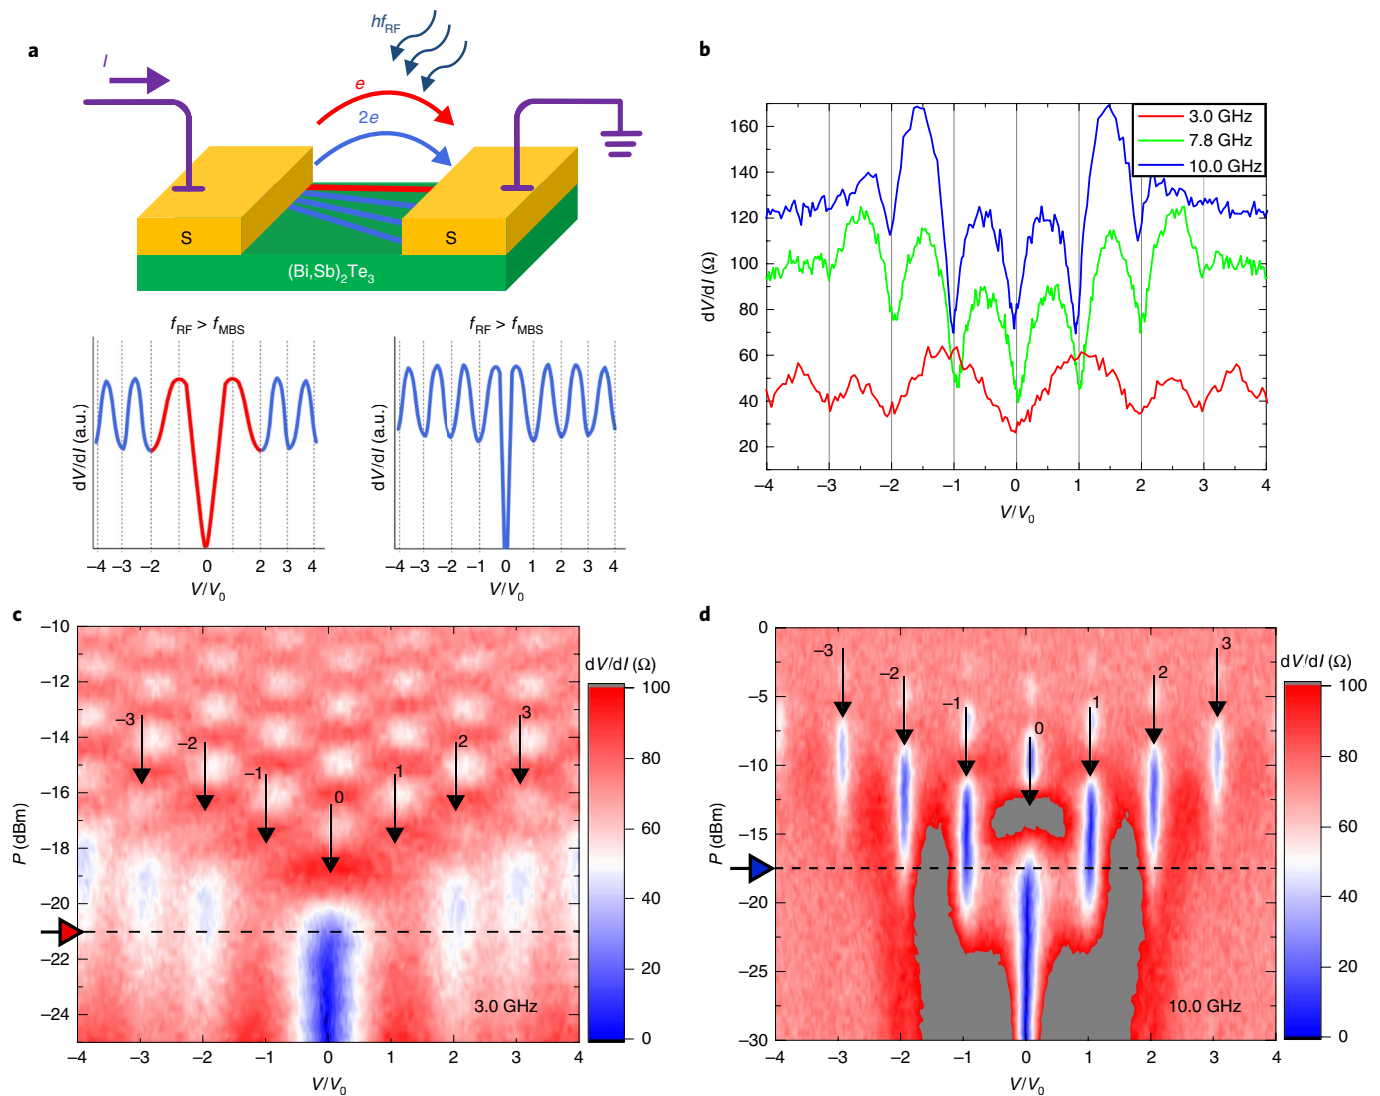 a
I
hf_RF
e
2e
S
S
(Bi,Sb)2Te3
f_RF > f_MBS
dV/dI (a.u.)
–4 –3 –2 0 2 3 4
V/V0
f_RF > f_MBS
dV/dI (a.u.)
–4 –3 –2 –1 0 1 2 3 4
V/V0
b
3.0 GHz
7.8 GHz
10.0 GHz
160
140
120
100
80
60
40
20
dV/dI (Ω)
–4 –3 –2 –1 0 1 2 3 4
V/V0
c
–10
–12
–14
–16
–18
–20
–22
–24
P (dBm)
–3
–2
–1
0
1
2
3
3.0 GHz
–4 –3 –2 –1 0 1 2 3 4
V/V0
dV/dI (Ω)
100
80
60
40
20
0
d
0
–5
–10
–15
–20
–25
–30
P (dBm)
–3
–2
–1
0
1
2
3
10.0 GHz
–4 –3 –2 –1 0 1 2 3 4
V/V0
dV/dI (Ω)
100
80
60
40
20
0